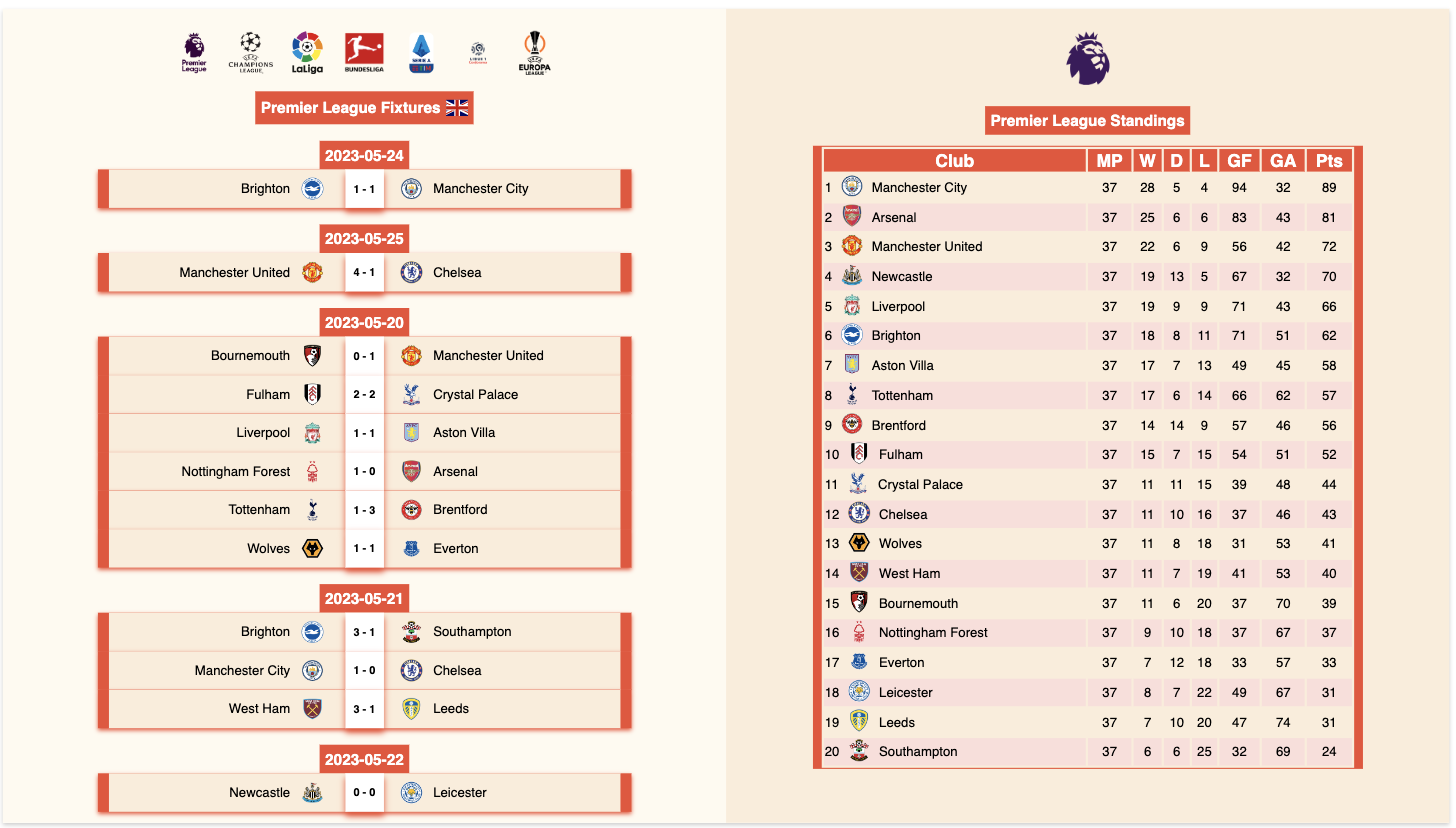 Premier League
CHAMPIONS LEAGUE
LaLiga
BUNDESLIGA
SERIE A
LIGUE 1
EUROPA LEAGUE
Premier League Fixtures
2023-05-24
Brighton 1 - 1 Manchester City
2023-05-25
Manchester United 4 - 1 Chelsea
2023-05-20
Bournemouth 0 - 1 Manchester United
Fulham 2 - 2 Crystal Palace
Liverpool 1 - 1 Aston Villa
Nottingham Forest 1 - 0 Arsenal
Tottenham 1 - 3 Brentford
Wolves 1 - 1 Everton
2023-05-21
Brighton 3 - 1 Southampton
Manchester City 1 - 0 Chelsea
West Ham 3 - 1 Leeds
2023-05-22
Newcastle 0 - 0 Leicester
Premier League Standings
Club MP W D L GF GA Pts
1 Manchester City 37 28 5 4 94 32 89
2 Arsenal 37 25 6 6 83 43 81
3 Manchester United 37 22 6 9 56 42 72
4 Newcastle 37 19 13 5 67 32 70
5 Liverpool 37 19 9 9 71 43 66
6 Brighton 37 18 8 11 71 51 62
7 Aston Villa 37 17 7 13 49 45 58
8 Tottenham 37 17 6 14 66 62 57
9 Brentford 37 14 14 9 57 46 56
10 Fulham 37 15 7 15 54 51 52
11 Crystal Palace 37 11 11 15 39 48 44
12 Chelsea 37 11 10 16 37 46 43
13 Wolves 37 11 8 18 31 53 41
14 West Ham 37 11 7 19 41 53 40
15 Bournemouth 37 11 6 20 37 70 39
16 Nottingham Forest 37 9 10 18 37 67 37
17 Everton 37 7 12 18 33 57 33
18 Leicester 37 8 7 22 49 67 31
19 Leeds 37 7 10 20 47 74 31
20 Southampton 37 6 6 25 32 69 24